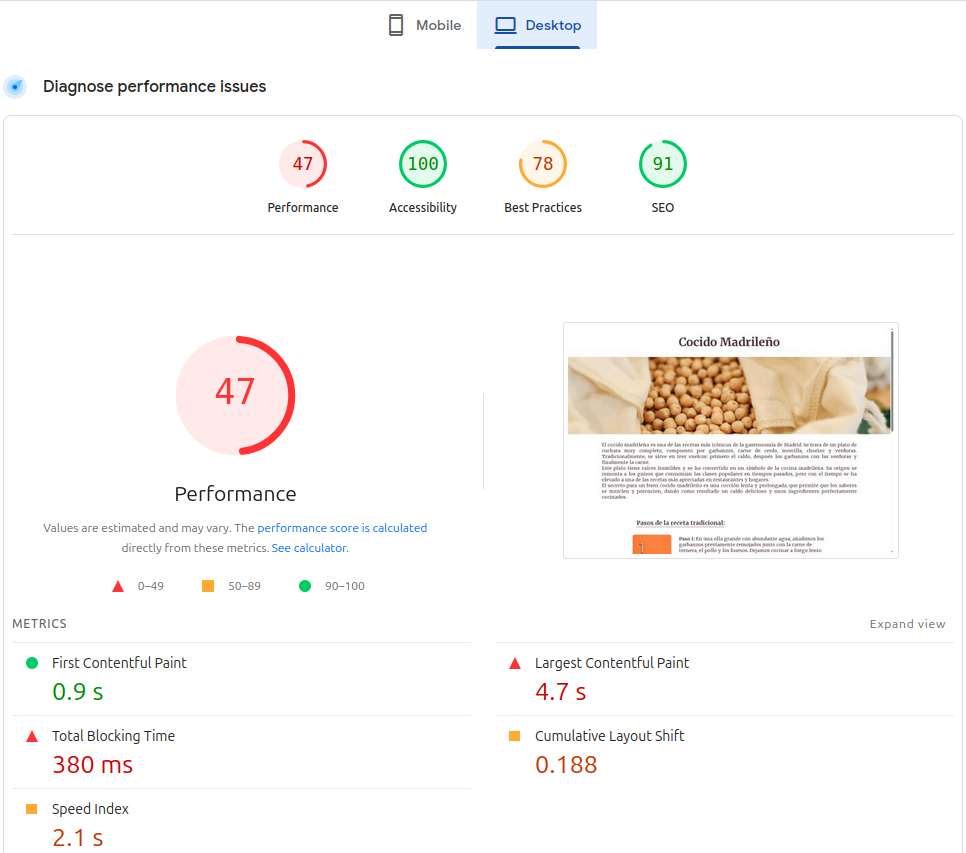 Mobile
Desktop
Diagnose performance issues
47
100
78
91
Performance
Accessibility
Best Practices
SEO
47
Performance
Values are estimated and may vary. The performance score is calculated
directly from these metrics. See calculator.
0–49
50–89
90–100
Cocido Madrileño
El cocido madrileño es una de las recetas más icónicas de la gastronomía de Madrid. Se trata de un plato de
cuchara muy completo, compuesto por garbanzos, carne de cerdo, morcilla, chorizo y verduras.
Tradicionalmente, se sirve en tres vuelcos: primero el caldo, después los garbanzos con las verduras y
finalmente la carne.
Este plato tiene raíces humildes y se ha convertido en un símbolo de la cocina madrileña. Su origen se
remonta a los guisos que consumían las clases populares en tiempos pasados, pero con el tiempo se ha
elevado a una de las recetas más apreciadas en restaurantes y hogares.
El secreto para un buen cocido madrileño es una cocción lenta y prolongada, que permite que los sabores
se mezclen y potencien, dando como resultado un caldo delicioso y unos ingredientes perfectamente
cocinados.
Pasos de la receta tradicional:
Paso 1: En una olla grande con abundante agua, añadimos los
garbanzos previamente remojados junto con la carne de
ternera, el pollo y los huesos. Dejamos cocinar a fuego lento
METRICS
Expand view
First Contentful Paint
0.9 s
Largest Contentful Paint
4.7 s
Total Blocking Time
380 ms
Cumulative Layout Shift
0.188
Speed Index
2.1 s